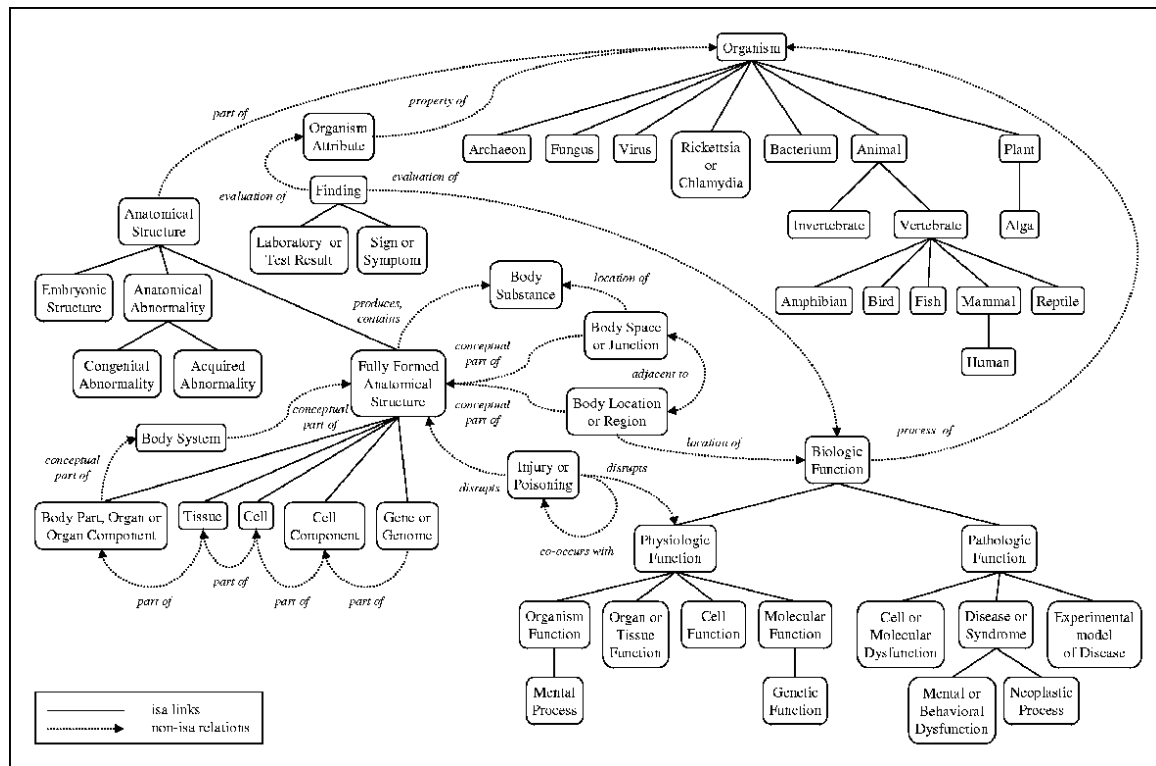 Organism
part of
property of
Organism
Attribute
Archaeon
Fungus
Virus
Rickettsia
or
Chlamydia
Bacterium
Animal
Plant
evaluation of
evaluation of
Finding
Anatomical
Structure
Laboratory or
Test Result
Sign or
Symptom
Invertebrate
Vertebrate
Alga
Embryonic
Structure
Anatomical
Abnormality
Body
Substance
location of
Amphibian
Bird
Fish
Mammal
Reptile
produces,
contains
Congenital
Abnormality
Acquired
Abnormality
Fully Formed
Anatomical
Structure
conceptual
part of
Body Space
or Junction
Human
adjacent to
conceptual
part of
Body Location
or Region
conceptual
part of
Body System
location of
process of
Biologic
Function
conceptual
part of
disrupts
Injury or
Poisoning
disrupts
co-occurs with
Body Part, Organ or
Organ Component
Tissue
Cell
Cell
Component
Gene or
Genome
part of
part of
part of
part of
Physiologic
Function
Pathologic
Function
Organism
Function
Organ or
Tissue
Function
Cell
Function
Molecular
Function
Cell or
Molecular
Dysfunction
Disease or
Syndrome
Experimental
model
of Disease
Mental
Process
Genetic
Function
Mental or
Behavioral
Dysfunction
Neoplastic
Process
isa links
non-isa relations